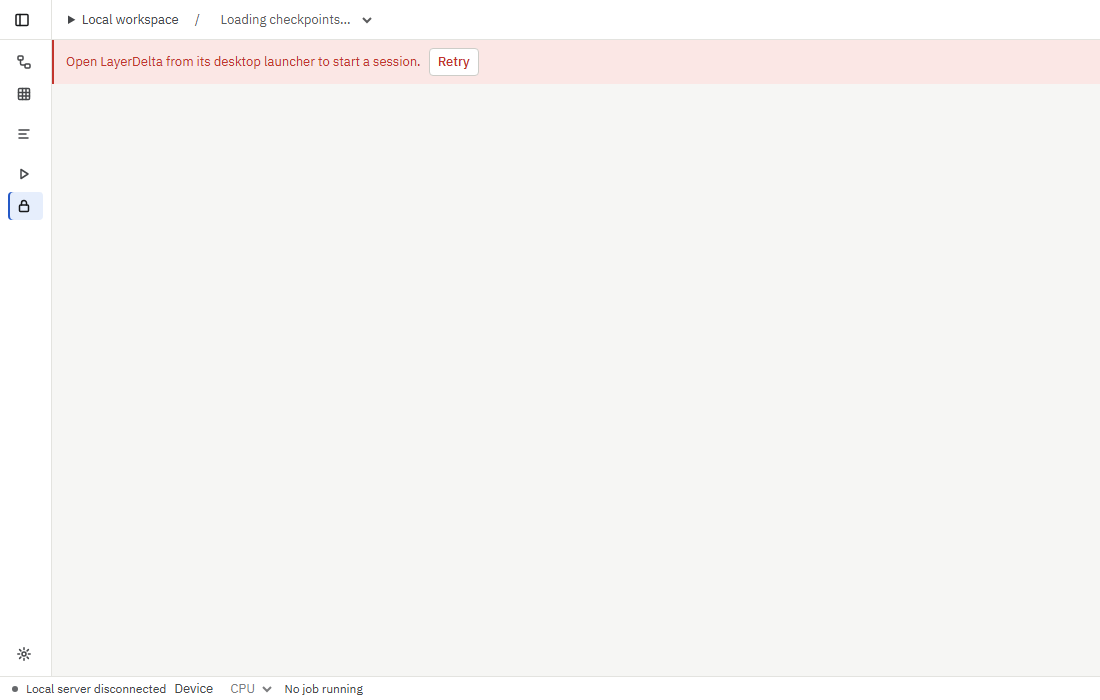 Local workspace / Loading checkpoints...
Open LayerDelta from its desktop launcher to start a session. Retry
Local server disconnected Device CPU No job running